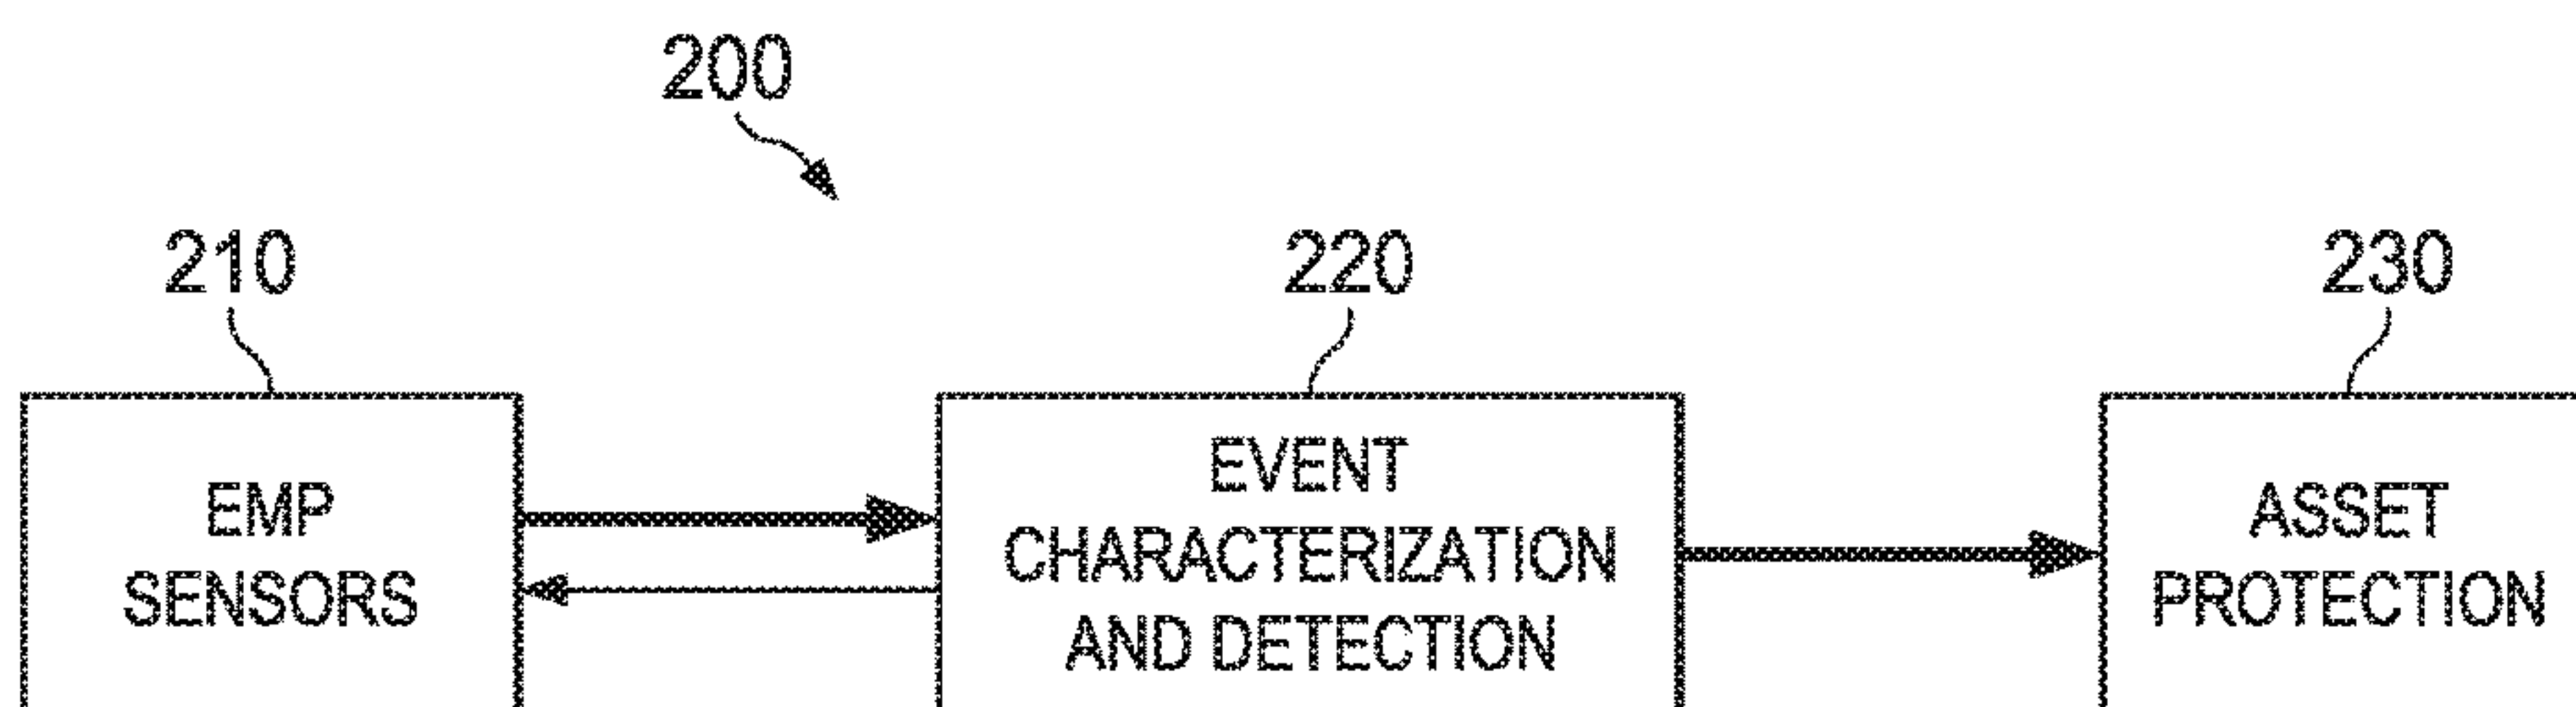 200
210
220
230
EMP
SENSORS
EVENT
CHARACTERIZATION
AND DETECTION
ASSET
PROTECTION